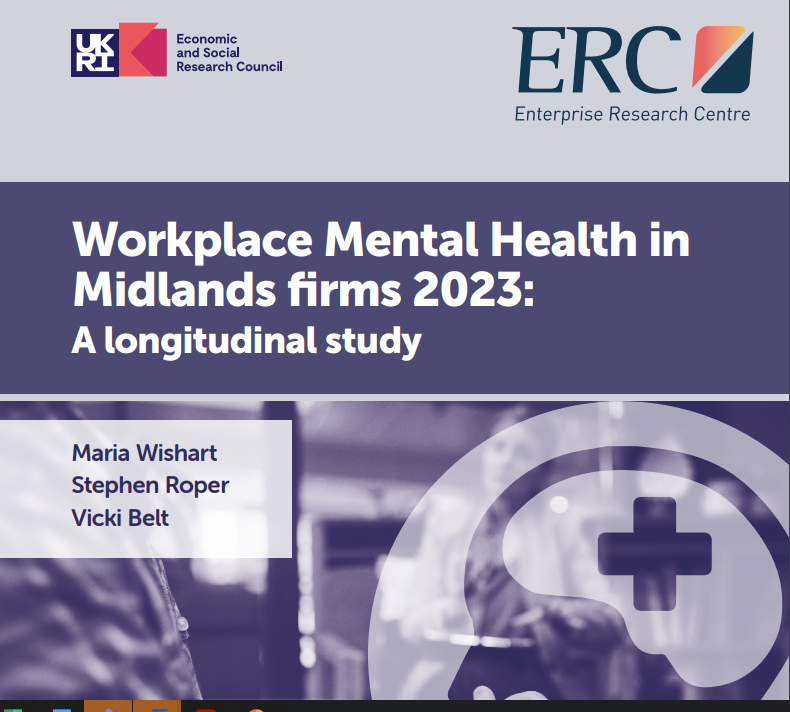 UK
RI
Economic
and Social
Research Council
ERC
Enterprise Research Centre
Workplace Mental Health in
Midlands firms 2023:
A longitudinal study
Maria Wishart
Stephen Roper
Vicki Belt